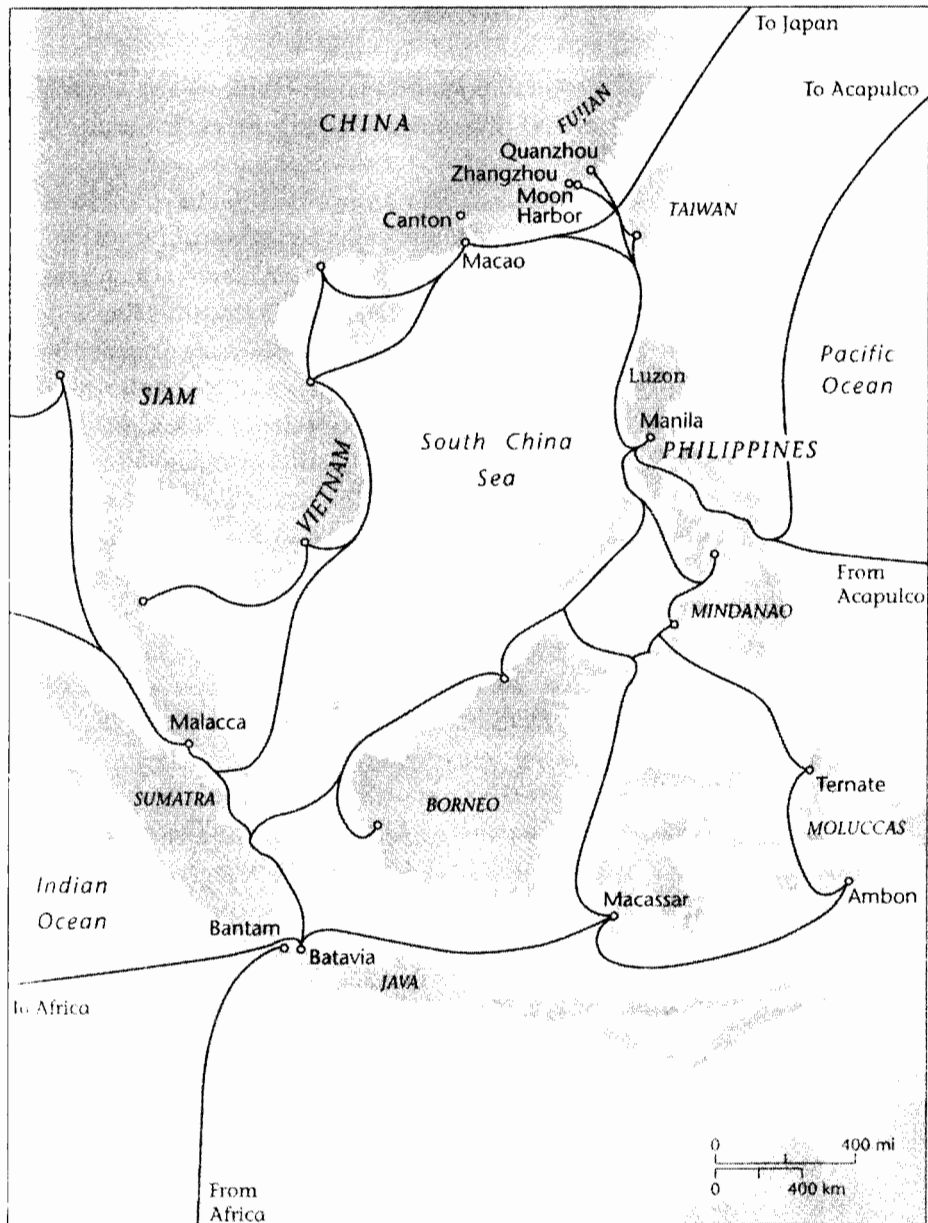 To Japan
To Acapulco
FUJIAN
CHINA
Quanzhou
Zhangzhou
Moon
Harbor
TAIWAN
Canton
Macao
Pacific
Ocean
Luzon
SIAM
Manila
South China
Sea
PHILIPPINES
VIETNAM
From
Acapulco
MINDANAO
Malacca
Ternate
SUMATRA
BORNEO
MOLUCCAS
Indian
Ocean
Macassar
Ambon
Bantam
Batavia
JAVA
To Africa
0 400 mi
0 400 km
From
Africa